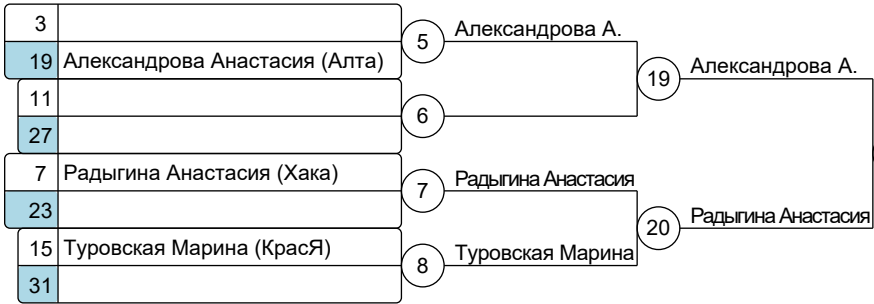 3
19 Александрова Анастасия (Алта)
11
27
7 Радыгина Анастасия (Хака)
23
15 Туровская Марина (КрасЯ)
31
5 Александрова А.
6
7 Радыгина Анастасия
8 Туровская Марина
19 Александрова А.
20 Радыгина Анастасия